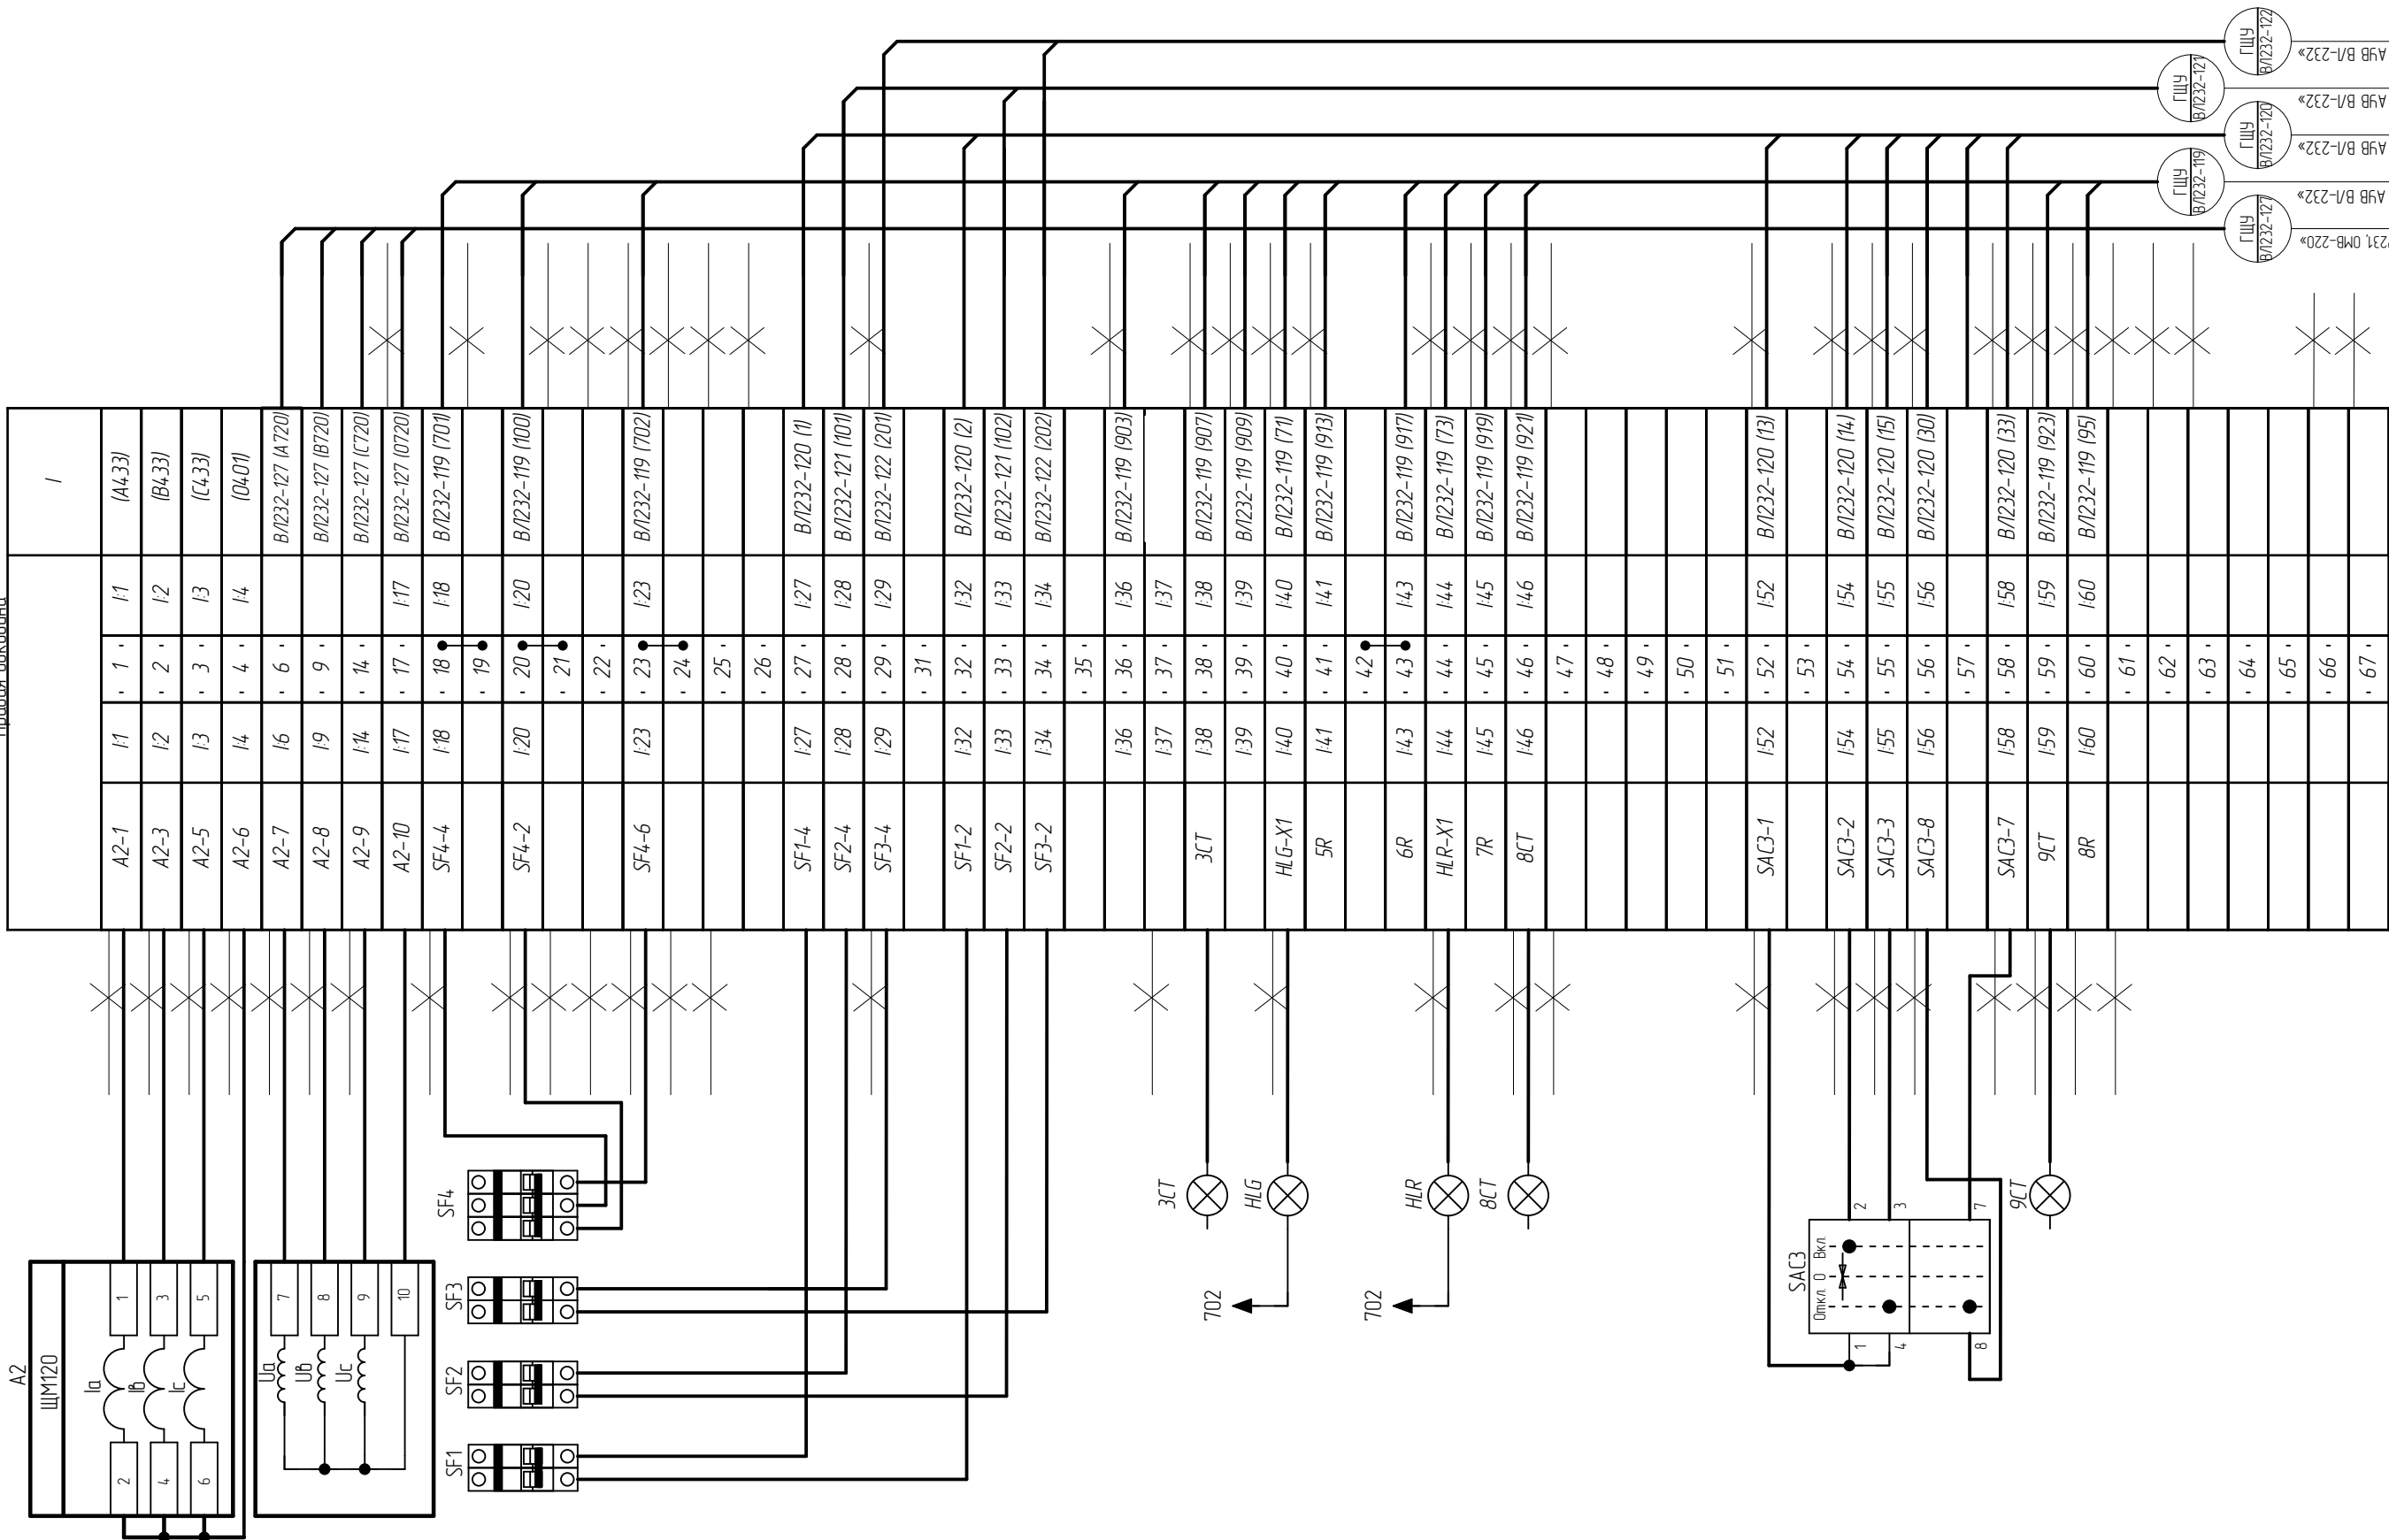 ГЩУ
ВЛ232-122
АУВ ВЛ-232»
ГЩУ
ВЛ232-121
АУВ ВЛ-232»
ГЩУ
ВЛ232-120
АУВ ВЛ-232»
ГЩУ
ВЛ232-119
АУВ ВЛ-232»
ГЩУ
ВЛ232-127
231, ОМВ-220»
Правая боковина
I
A2-1 I:1 - 1 - I:1 (A433)
A2-3 I:2 - 2 - I:2 (B433)
A2-5 I:3 - 3 - I:3 (C433)
A2-6 I:4 - 4 - I:4 (0401)
A2-7 I:6 - 6 - ВЛ232-127 (A720)
A2-8 I:9 - 9 - ВЛ232-127 (B720)
A2-9 I:14 - 14 - ВЛ232-127 (C720)
A2-10 I:17 - 17 - I:17 ВЛ232-127 (0720)
SF4-4 I:18 - 18 I:18 ВЛ232-119 (701)
- 19
SF4-2 I:20 - 20 I:20 ВЛ232-119 (100)
- 21
- 22 -
SF4-6 I:23 - 23 I:23 ВЛ232-119 (702)
- 24
- 25 -
- 26 -
SF1-4 I:27 - 27 - I:27 ВЛ232-120 (1)
SF2-4 I:28 - 28 - I:28 ВЛ232-121 (101)
SF3-4 I:29 - 29 - I:29 ВЛ232-122 (201)
- 31 -
SF1-2 I:32 - 32 - I:32 ВЛ232-120 (2)
SF2-2 I:33 - 33 - I:33 ВЛ232-121 (102)
SF3-2 I:34 - 34 - I:34 ВЛ232-122 (202)
- 35 -
I:36 - 36 - I:36 ВЛ232-119 (903)
I:37 - 37 - I:37
3СТ I:38 - 38 - I:38 ВЛ232-119 (907)
I:39 - 39 - I:39 ВЛ232-119 (909)
HLG-X1 I:40 - 40 - I:40 ВЛ232-119 (71)
5R I:41 - 41 - I:41 ВЛ232-119 (913)
- 42
6R I:43 - 43 I:43 ВЛ232-119 (917)
HLR-X1 I:44 - 44 - I:44 ВЛ232-119 (73)
7R I:45 - 45 - I:45 ВЛ232-119 (919)
8СТ I:46 - 46 - I:46 ВЛ232-119 (921)
- 47 -
- 48 -
- 49 -
- 50 -
- 51 -
SAC3-1 I:52 - 52 - I:52 ВЛ232-120 (13)
- 53 -
SAC3-2 I:54 - 54 - I:54 ВЛ232-120 (14)
SAC3-3 I:55 - 55 - I:55 ВЛ232-120 (15)
SAC3-8 I:56 - 56 - I:56 ВЛ232-120 (30)
- 57 -
SAC3-7 I:58 - 58 - I:58 ВЛ232-120 (33)
9СТ I:59 - 59 - I:59 ВЛ232-119 (923)
8R I:60 - 60 - I:60 ВЛ232-119 (95)
- 61 -
- 62 -
- 63 -
- 64 -
- 65 -
- 66 -
- 67 -
A2
ЩМ120
2 Iа 1
4 Iв 3
6 Iс 5
Uа 7
Uв 8
Uс 9
10
SF1
SF2
SF3
SF4
3СТ
HLG
702
HLR
702
8СТ
SAC3
Откл. О Вкл.
1 2
4 3
8 7
9СТ